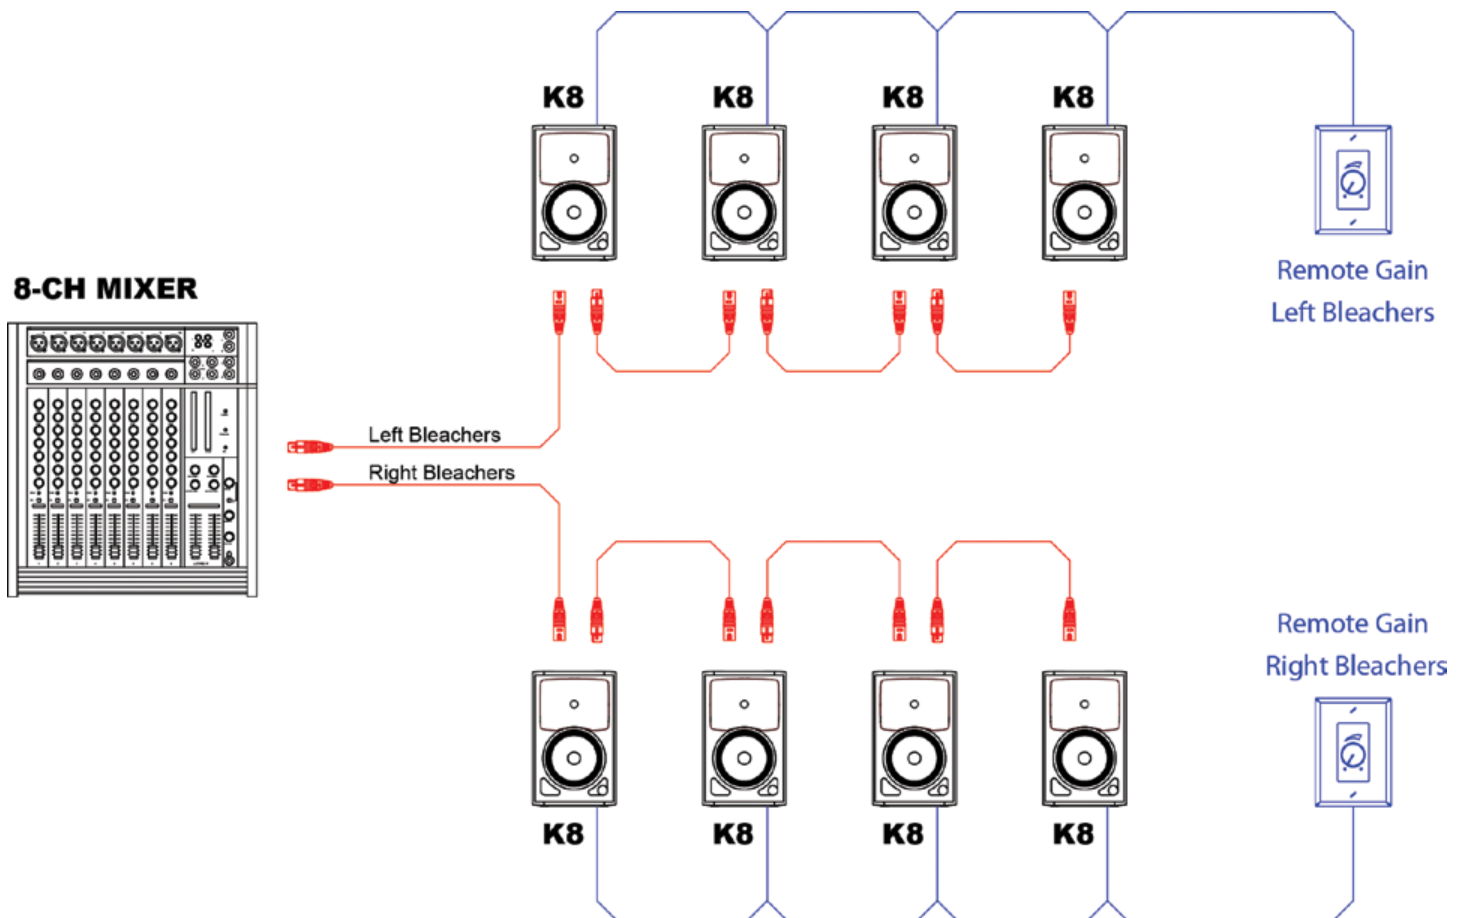 K8 K8 K8 K8
Remote Gain
Left Bleachers
8-CH MIXER
Left Bleachers
Right Bleachers
Remote Gain
Right Bleachers
K8 K8 K8 K8